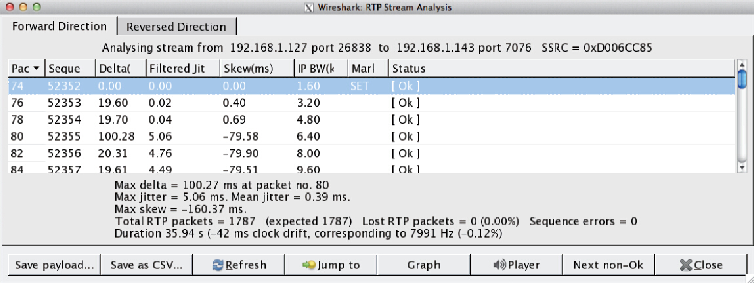 Wireshark: RTP Stream Analysis
Forward Direction Reversed Direction
Analysing stream from 192.168.1.127 port 26838 to 192.168.1.143 port 7076 SSRC = 0xD006CC85
Pac Seque Delta( Filtered Jit Skew(ms) IP BW(k Marl Status
74 52352 0.00 0.00 0.00 1.60 SET [ Ok ]
76 52353 19.60 0.02 0.40 3.20 [ Ok ]
78 52354 19.70 0.04 0.69 4.80 [ Ok ]
80 52355 100.28 5.06 -79.58 6.40 [ Ok ]
82 52356 20.31 4.76 -79.90 8.00 [ Ok ]
84 52357 19.61 4.49 -79.51 9.60 [ Ok ]
Max delta = 100.27 ms at packet no. 80
Max jitter = 5.06 ms. Mean jitter = 0.39 ms.
Max skew = -160.37 ms.
Total RTP packets = 1787 (expected 1787) Lost RTP packets = 0 (0.00%) Sequence errors = 0
Duration 35.94 s (-42 ms clock drift, corresponding to 7991 Hz (-0.12%)
Save payload... Save as CSV... Refresh Jump to Graph Player Next non-Ok Close